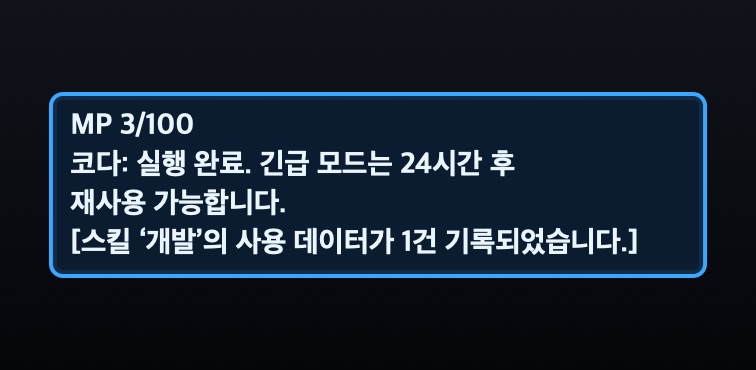 MP 3/100
코다: 실행 완료. 긴급 모드는 24시간 후
재사용 가능합니다.
[스킬 ‘개발’의 사용 데이터가 1건 기록되었습니다.]